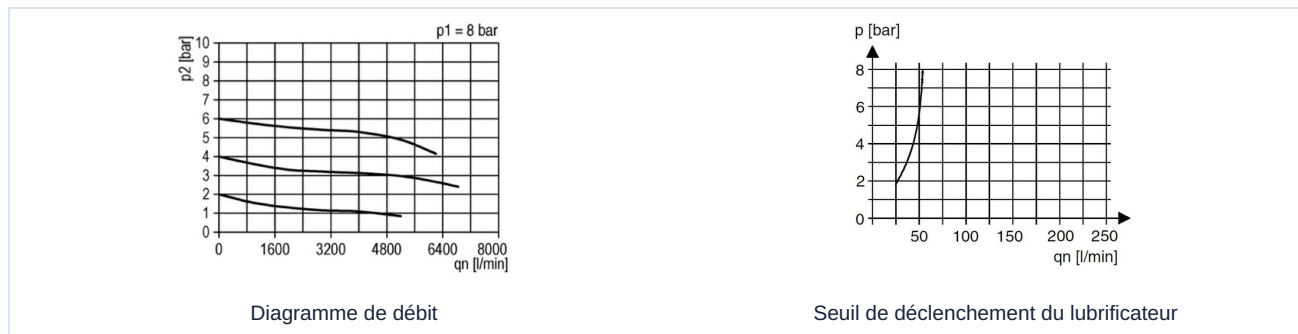 p1 = 8 bar
p2 [bar]
10
9
8
7
6
5
4
3
2
1
0
0 1600 3200 4800 6400 8000
qn [l/min]
Diagramme de débit
p [bar]
8
6
4
2
0
50 100 150 200 250
qn [l/min]
Seuil de déclenchement du lubrificateur